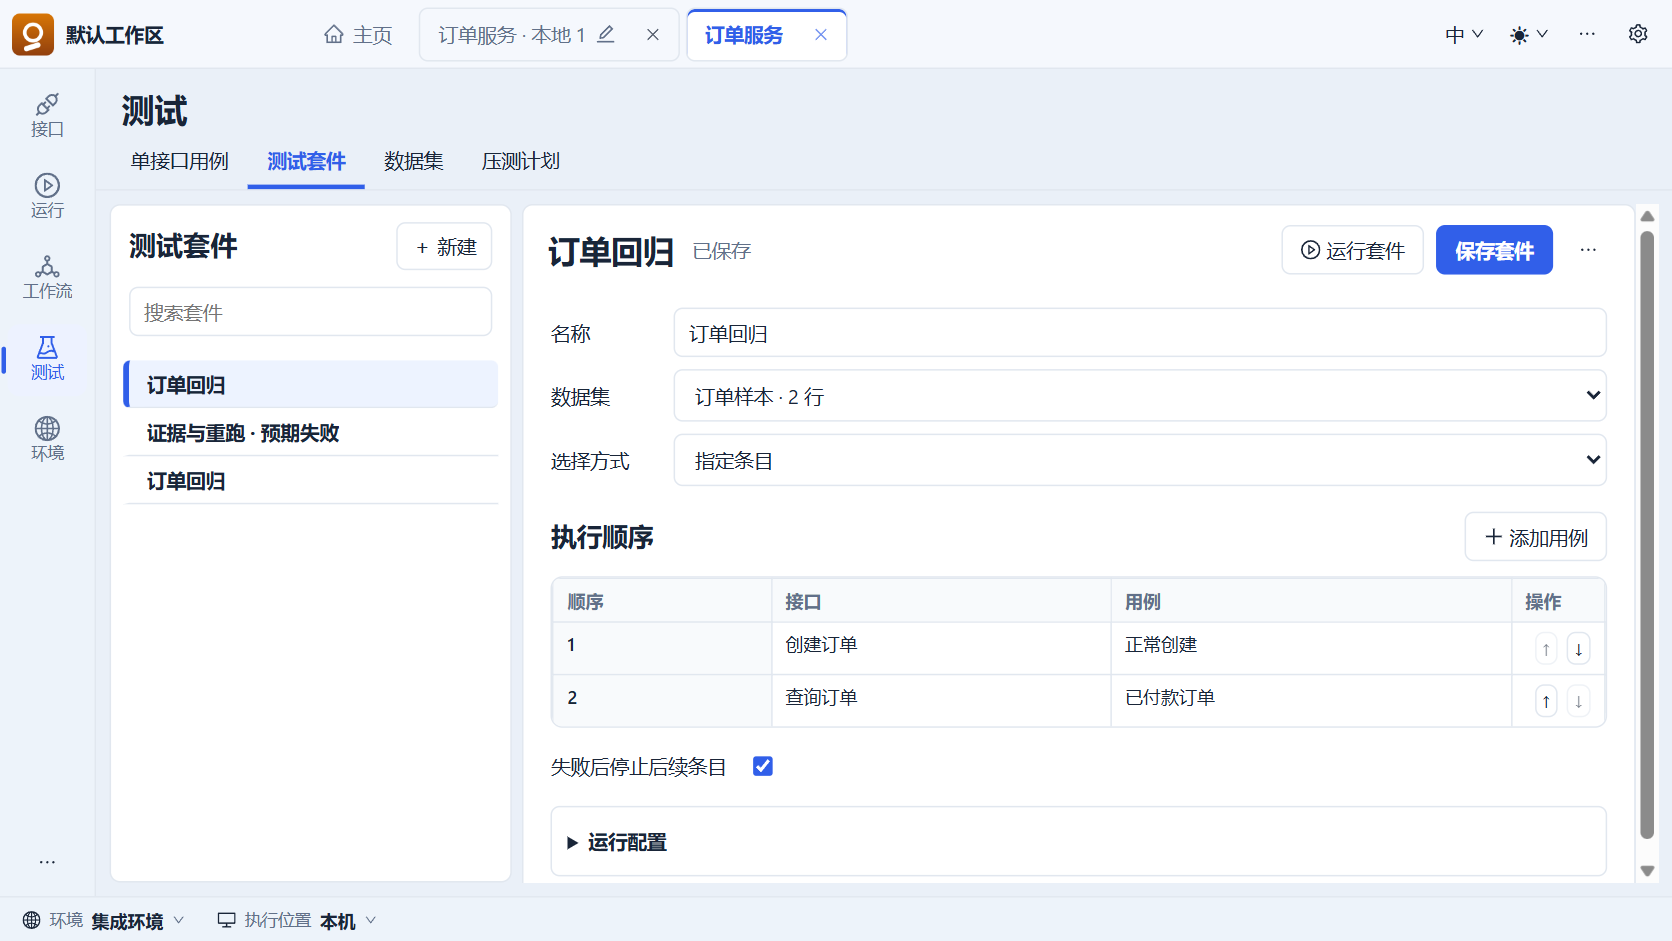 默认工作区
主页
订单服务 · 本地 1
订单服务
中
接口
运行
工作流
测试
环境
测试
单接口用例
测试套件
数据集
压测计划
测试套件
+ 新建
搜索套件
订单回归
证据与重跑 · 预期失败
订单回归
订单回归
已保存
运行套件
保存套件
名称
订单回归
数据集
订单样本 · 2 行
选择方式
指定条目
执行顺序
添加用例
顺序 接口 用例 操作
1 创建订单 正常创建 ↑ ↓
2 查询订单 已付款订单 ↑ ↓
失败后停止后续条目
运行配置
环境 集成环境
执行位置 本机